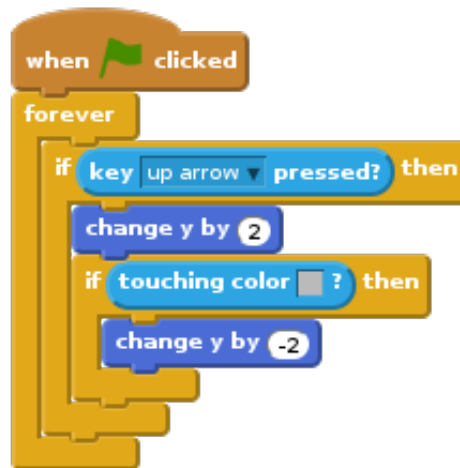 when clicked
forever
if key up arrow pressed? then
change y by 2
if touching color ? then
change y by -2